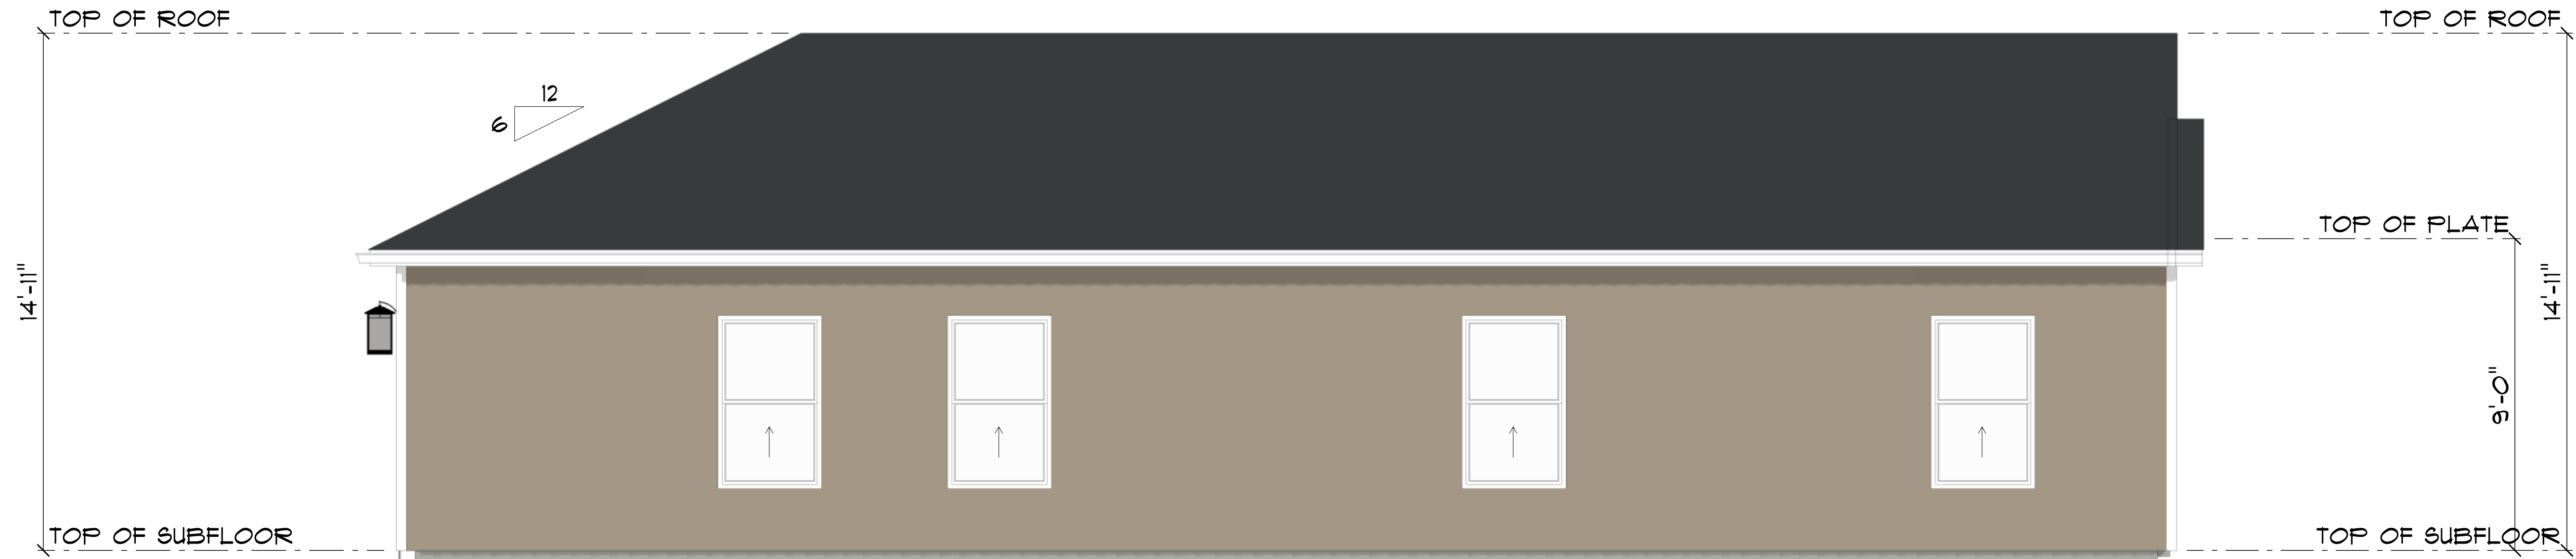 TOP OF ROOF
TOP OF ROOF
12
6
TOP OF PLATE
14'-11"
14'-11"
9'-0"
TOP OF SUBFLOOR
TOP OF SUBFLOOR